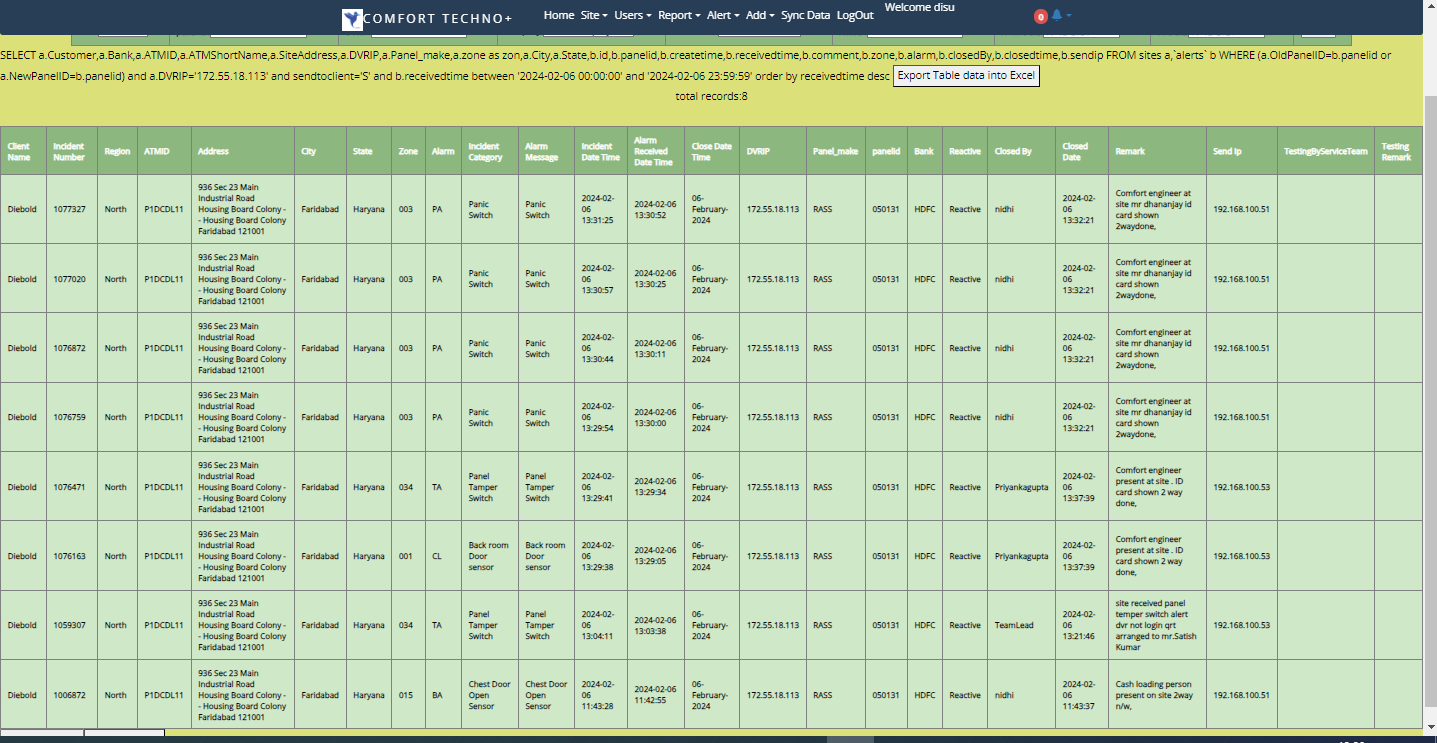 COMFORT TECHNO+ Home Site Users Report Alert Add Sync Data LogOut Welcome disu 0
SELECT a.Customer,a.Bank,a.ATMID,a.ATMShortName,a.SiteAddress,a.DVRIP,a.Panel_make,a.zone as zon,a.City,a.State,b.id,b.panelid,b.createtime,b.receivedtime,b.comment,b.zone,b.alarm,b.closedBy,b.closedtime,b.sendip FROM sites a,`alerts` b WHERE (a.OldPanelID=b.panelid or
a.NewPanelID=b.panelid) and a.DVRIP='172.55.18.113' and sendtoclient='S' and b.receivedtime between '2024-02-06 00:00:00' and '2024-02-06 23:59:59' order by receivedtime desc Export Table data into Excel
total records:8
Client Name Incident Number Region ATMID Address City State Zone Alarm Incident Category Alarm Message Incident Date Time Alarm Received Date Time Close Date Time DVRIP Panel_make panelid Bank Reactive Closed By Closed Date Remark Send Ip TestingByServiceTeam Testing Remark
Diebold 1077327 North P1DCDL11 936 Sec 23 Main Industrial Road Housing Board Colony - - Housing Board Colony Faridabad 121001 Faridabad Haryana 003 PA Panic Switch Panic Switch 2024-02-06 13:31:25 2024-02-06 13:30:52 06-February-2024 172.55.18.113 RASS 050131 HDFC Reactive nidhi 2024-02-06 13:32:21 Comfort engineer at site mr dhananjay id card shown 2waydone, 192.168.100.51
Diebold 1077020 North P1DCDL11 936 Sec 23 Main Industrial Road Housing Board Colony - - Housing Board Colony Faridabad 121001 Faridabad Haryana 003 PA Panic Switch Panic Switch 2024-02-06 13:30:57 2024-02-06 13:30:25 06-February-2024 172.55.18.113 RASS 050131 HDFC Reactive nidhi 2024-02-06 13:32:21 Comfort engineer at site mr dhananjay id card shown 2waydone, 192.168.100.51
Diebold 1076872 North P1DCDL11 936 Sec 23 Main Industrial Road Housing Board Colony - - Housing Board Colony Faridabad 121001 Faridabad Haryana 003 PA Panic Switch Panic Switch 2024-02-06 13:30:44 2024-02-06 13:30:11 06-February-2024 172.55.18.113 RASS 050131 HDFC Reactive nidhi 2024-02-06 13:32:21 Comfort engineer at site mr dhananjay id card shown 2waydone, 192.168.100.51
Diebold 1076759 North P1DCDL11 936 Sec 23 Main Industrial Road Housing Board Colony - - Housing Board Colony Faridabad 121001 Faridabad Haryana 003 PA Panic Switch Panic Switch 2024-02-06 13:29:54 2024-02-06 13:30:00 06-February-2024 172.55.18.113 RASS 050131 HDFC Reactive nidhi 2024-02-06 13:32:21 Comfort engineer at site mr dhananjay id card shown 2waydone, 192.168.100.51
Diebold 1076471 North P1DCDL11 936 Sec 23 Main Industrial Road Housing Board Colony - - Housing Board Colony Faridabad 121001 Faridabad Haryana 034 TA Panel Tamper Switch Panel Tamper Switch 2024-02-06 13:29:41 2024-02-06 13:29:34 06-February-2024 172.55.18.113 RASS 050131 HDFC Reactive Priyankagupta 2024-02-06 13:37:39 Comfort engineer present at site . ID card shown 2 way done, 192.168.100.53
Diebold 1076163 North P1DCDL11 936 Sec 23 Main Industrial Road Housing Board Colony - - Housing Board Colony Faridabad 121001 Faridabad Haryana 001 CL Back room Door sensor Back room Door sensor 2024-02-06 13:29:38 2024-02-06 13:29:05 06-February-2024 172.55.18.113 RASS 050131 HDFC Reactive Priyankagupta 2024-02-06 13:37:39 Comfort engineer present at site . ID card shown 2 way done, 192.168.100.53
Diebold 1059307 North P1DCDL11 936 Sec 23 Main Industrial Road Housing Board Colony - - Housing Board Colony Faridabad 121001 Faridabad Haryana 034 TA Panel Tamper Switch Panel Tamper Switch 2024-02-06 13:04:11 2024-02-06 13:03:38 06-February-2024 172.55.18.113 RASS 050131 HDFC Reactive TeamLead 2024-02-06 13:21:46 site received panel temper switch alert dvr not login qrt arranged to mr.Satish Kumar 192.168.100.53
Diebold 1006872 North P1DCDL11 936 Sec 23 Main Industrial Road Housing Board Colony - - Housing Board Colony Faridabad 121001 Faridabad Haryana 015 BA Chest Door Open Sensor Chest Door Open Sensor 2024-02-06 11:43:28 2024-02-06 11:42:55 06-February-2024 172.55.18.113 RASS 050131 HDFC Reactive nidhi 2024-02-06 11:43:37 Cash loading person present on site 2way n/w, 192.168.100.51